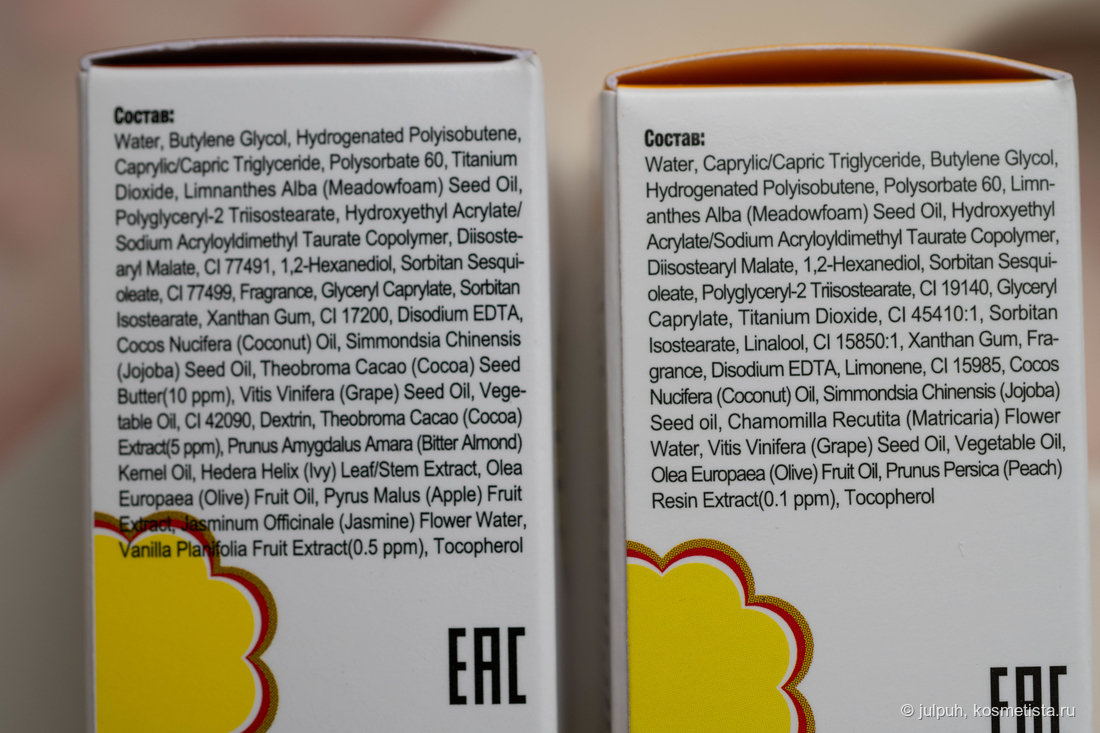 Состав:
Water, Butylene Glycol, Hydrogenated Polyisobutene,
Caprylic/Capric Triglyceride, Polysorbate 60, Titanium
Dioxide, Limnanthes Alba (Meadowfoam) Seed Oil,
Polyglyceryl-2 Triisostearate, Hydroxyethyl Acrylate/
Sodium Acryloyldimethyl Taurate Copolymer, Diisoste-
aryl Malate, CI 77491, 1,2-Hexanediol, Sorbitan Sesqui-
oleate, CI 77499, Fragrance, Glyceryl Caprylate, Sorbitan
Isostearate, Xanthan Gum, CI 17200, Disodium EDTA,
Cocos Nucifera (Coconut) Oil, Simmondsia Chinensis
(Jojoba) Seed Oil, Theobroma Cacao (Cocoa) Seed
Butter(10 ppm), Vitis Vinifera (Grape) Seed Oil, Vege-
table Oil, CI 42090, Dextrin, Theobroma Cacao (Cocoa)
Extract(5 ppm), Prunus Amygdalus Amara (Bitter Almond)
Kernel Oil, Hedera Helix (Ivy) Leaf/Stem Extract, Olea
Europaea (Olive) Fruit Oil, Pyrus Malus (Apple) Fruit
Extract, Jasminum Officinale (Jasmine) Flower Water,
Vanilla Planifolia Fruit Extract(0.5 ppm), Tocopherol
EAC
Состав:
Water, Caprylic/Capric Triglyceride, Butylene Glycol,
Hydrogenated Polyisobutene, Polysorbate 60, Limn-
anthes Alba (Meadowfoam) Seed Oil, Hydroxyethyl
Acrylate/Sodium Acryloyldimethyl Taurate Copolymer,
Diisostearyl Malate, 1,2-Hexanediol, Sorbitan Sesqui-
oleate, Polyglyceryl-2 Triisostearate, CI 19140, Glyceryl
Caprylate, Titanium Dioxide, CI 45410:1, Sorbitan
Isostearate, Linalool, CI 15850:1, Xanthan Gum, Fra-
grance, Disodium EDTA, Limonene, CI 15985, Cocos
Nucifera (Coconut) Oil, Simmondsia Chinensis (Jojoba)
Seed oil, Chamomilla Recutita (Matricaria) Flower
Water, Vitis Vinifera (Grape) Seed Oil, Vegetable Oil,
Olea Europaea (Olive) Fruit Oil, Prunus Persica (Peach)
Resin Extract(0.1 ppm), Tocopherol
EAC
© julpuh, kosmetista.ru